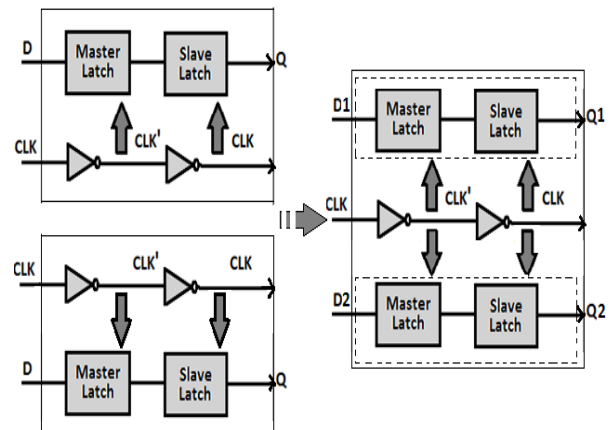 D
Master
Latch
Slave
Latch
Q
CLK
CLK'
CLK
CLK
CLK'
CLK
D
Master
Latch
Slave
Latch
Q
D1
Master
Latch
Slave
Latch
Q1
CLK
CLK'
CLK
D2
Master
Latch
Slave
Latch
Q2